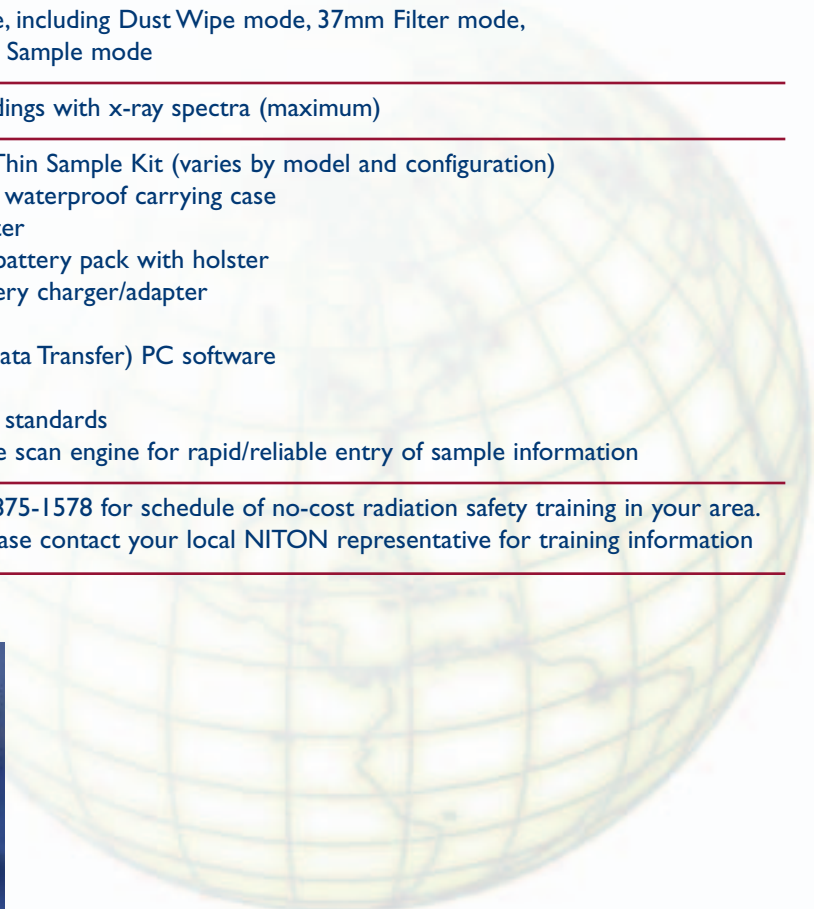 , including Dust Wipe mode, 37mm Filter mode,
Sample mode
dings with x-ray spectra (maximum)
Thin Sample Kit (varies by model and configuration)
waterproof carrying case
battery pack with holster
ery charger/adapter
ata Transfer) PC software
standards
e scan engine for rapid/reliable entry of sample information
875-1578 for schedule of no-cost radiation safety training in your area.
ase contact your local NITON representative for training information